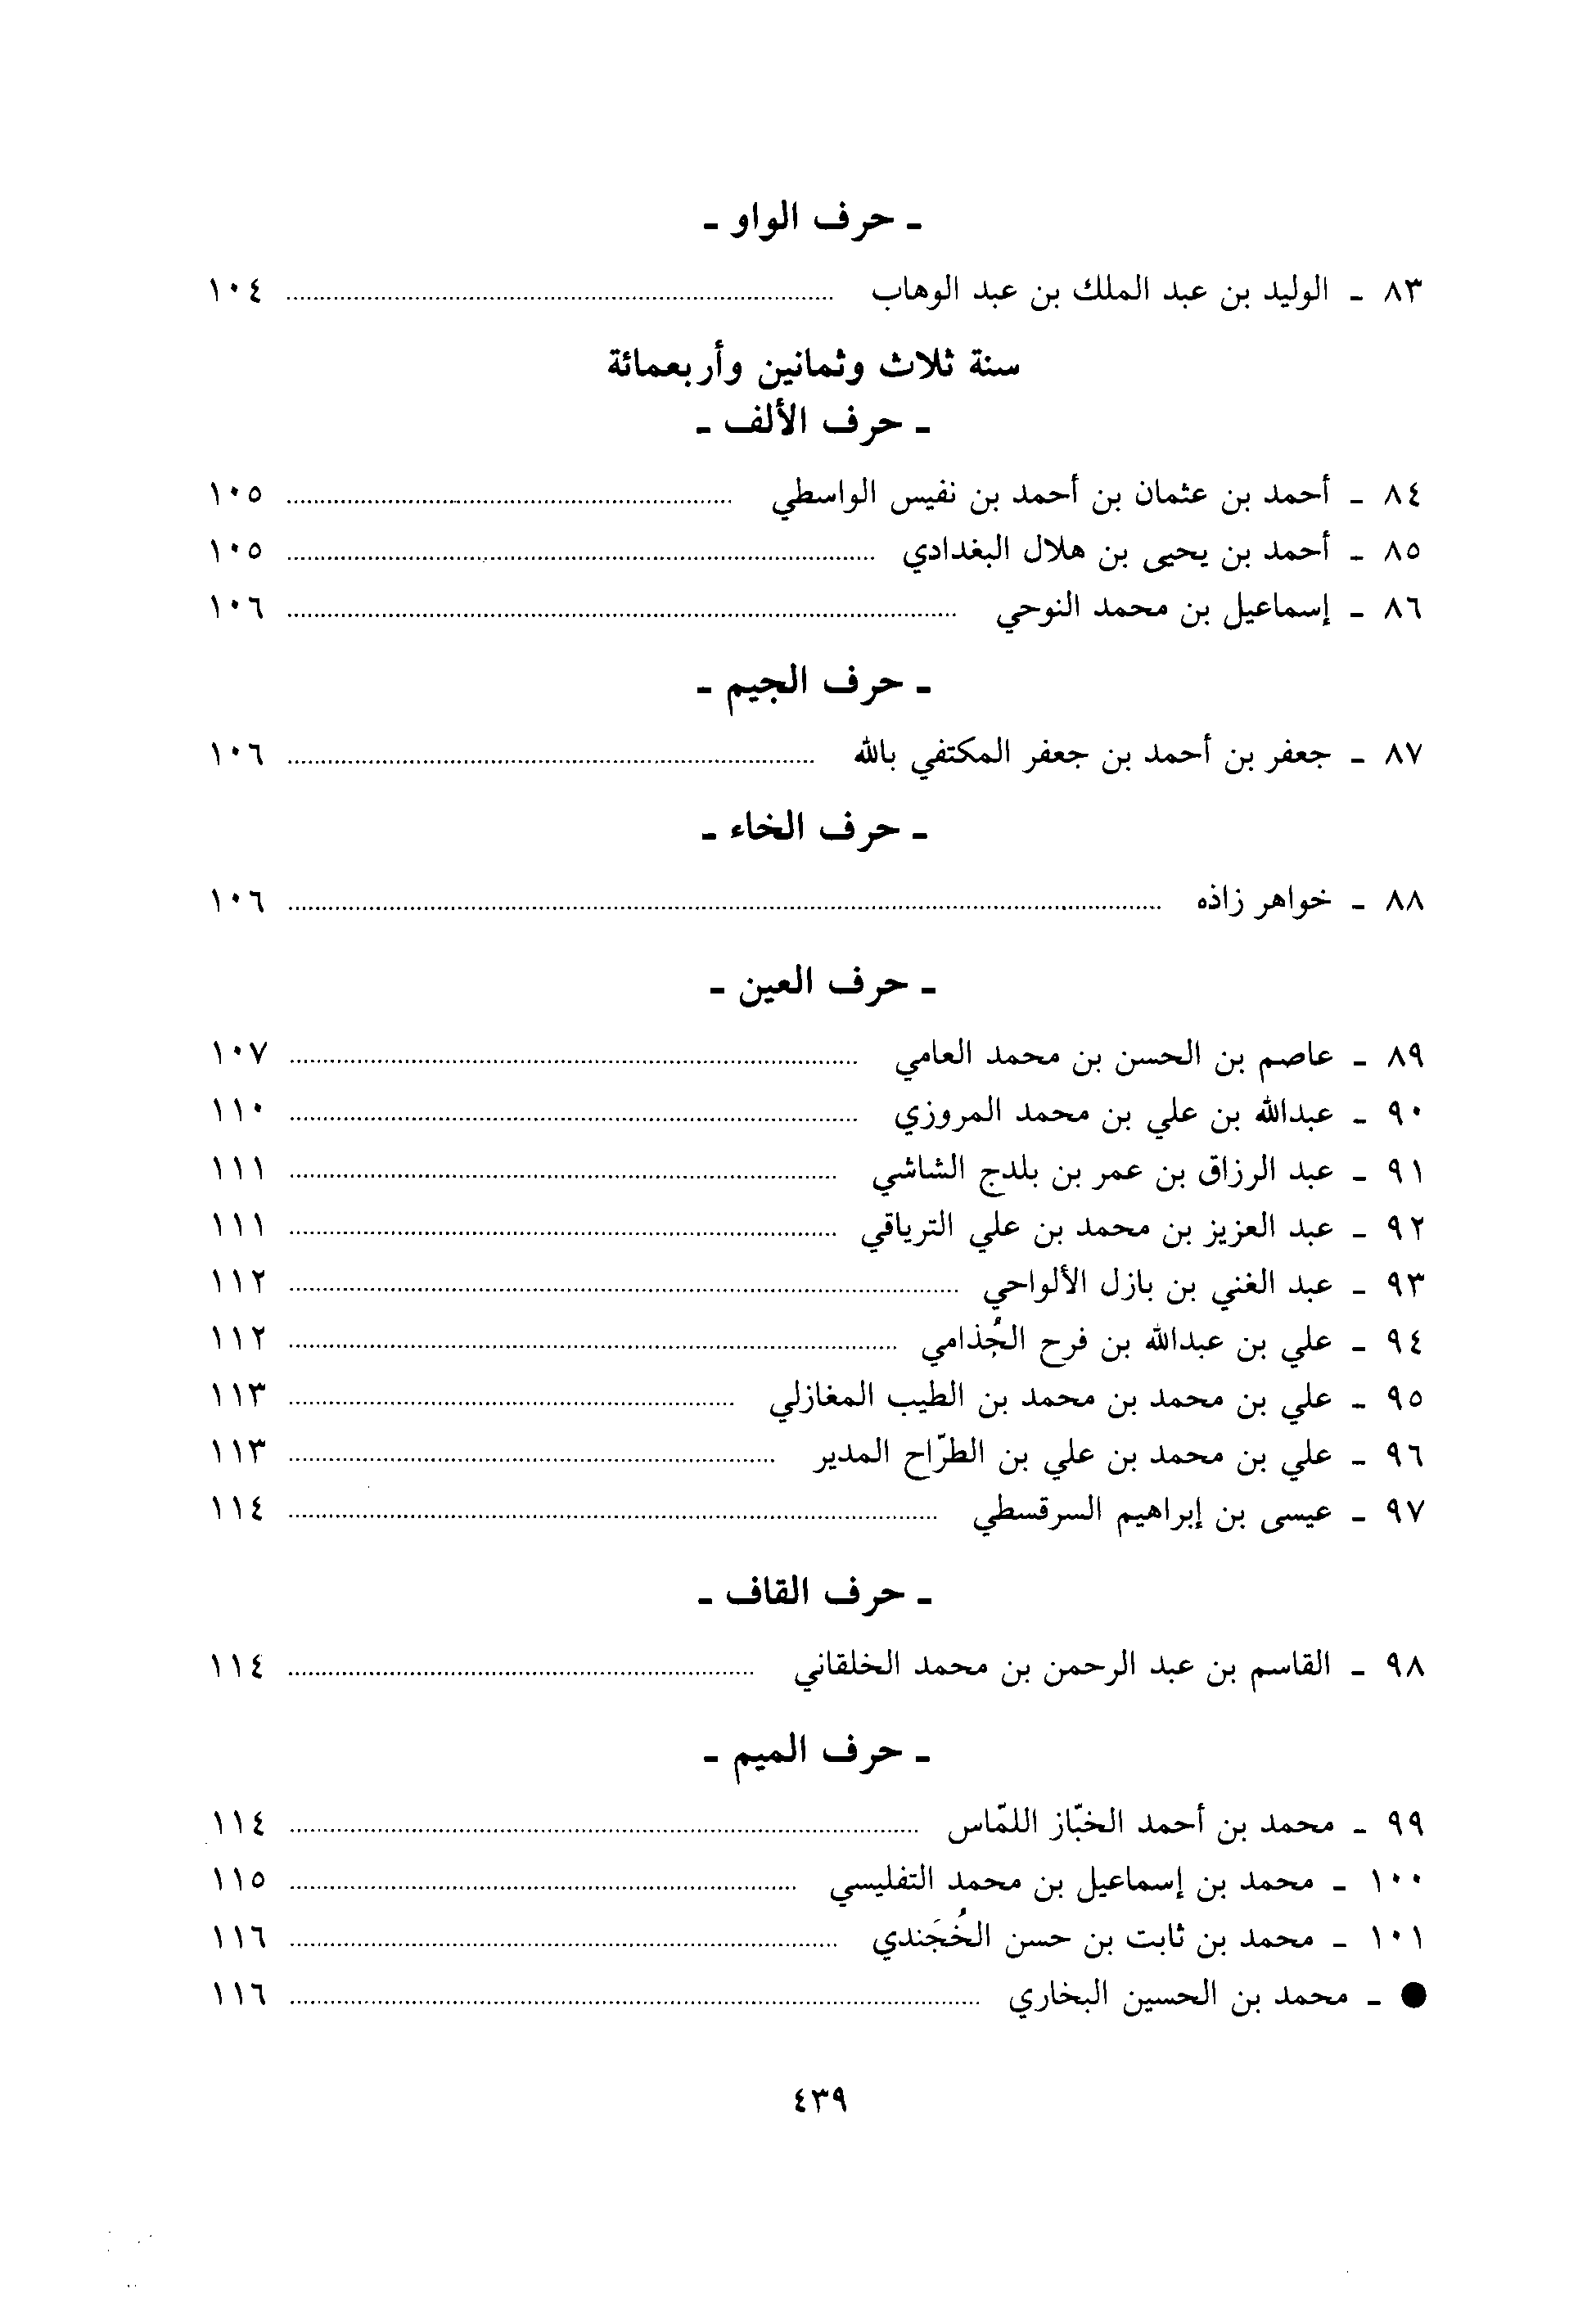 ـ حرف الواو ـ
٨٣ ـ الوليد بن عبد الملك بن عبد الوهاب ........ ١٠٤
سنة ثلاث وثمانين وأربعمائة
ـ حرف الألف ـ
٨٤ ـ أحمد بن عثمان بن أحمد بن نفيس الواسطي ........ ١٠٥
٨٥ ـ أحمد بن يحيى بن هلال البغدادي ........ ١٠٥
٨٦ ـ إسماعيل بن محمد النوحي ........ ١٠٦
ـ حرف الجيم ـ
٨٧ ـ جعفر بن أحمد بن جعفر المكتفي بالله ........ ١٠٦
ـ حرف الخاء ـ
٨٨ ـ خواهر زاذه ........ ١٠٦
ـ حرف العين ـ
٨٩ ـ عاصم بن الحسن بن محمد العامي ........ ١٠٧
٩٠ ـ عبدالله بن علي بن محمد المروزي ........ ١١٠
٩١ ـ عبد الرزاق بن عمر بن بلدج الشاشي ........ ١١١
٩٢ ـ عبد العزيز بن محمد بن علي الترياقي ........ ١١١
٩٣ ـ عبد الغني بن بازل الألواحي ........ ١١٢
٩٤ ـ علي بن عبدالله بن فرح الجُذامي ........ ١١٢
٩٥ ـ علي بن محمد بن محمد بن الطيب المغازلي ........ ١١٣
٩٦ ـ علي بن محمد بن علي بن الطرّاح المدير ........ ١١٣
٩٧ ـ عيسى بن إبراهيم السرقسطي ........ ١١٤
ـ حرف القاف ـ
٩٨ ـ القاسم بن عبد الرحمن بن محمد الخلقاني ........ ١١٤
ـ حرف الميم ـ
٩٩ ـ محمد بن أحمد الخبّاز اللمّاس ........ ١١٤
١٠٠ ـ محمد بن إسماعيل بن محمد التفليسي ........ ١١٥
١٠١ ـ محمد بن ثابت بن حسن الخُجَندي ........ ١١٦
● ـ محمد بن الحسين البخاري ........ ١١٦
٤٣٩